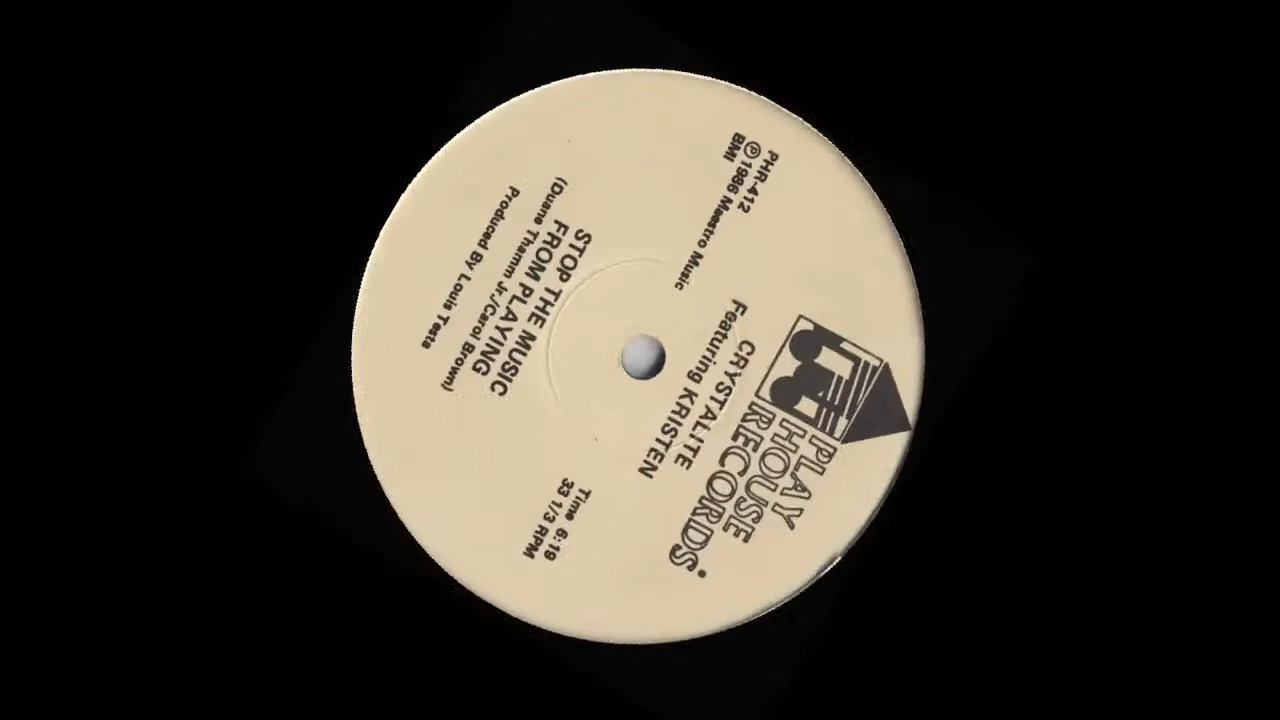 PLAY
HOUSE
RECORDS
CRYSTALITE
Featuring KRISTEN
PHR-412
℗ 1986 Maestro Music
BMI
Time 6:19
33 1/3 RPM
STOP THE MUSIC
FROM PLAYING
(Duane Thamm Jr./Carol Brown)
Produced By Louis Testa